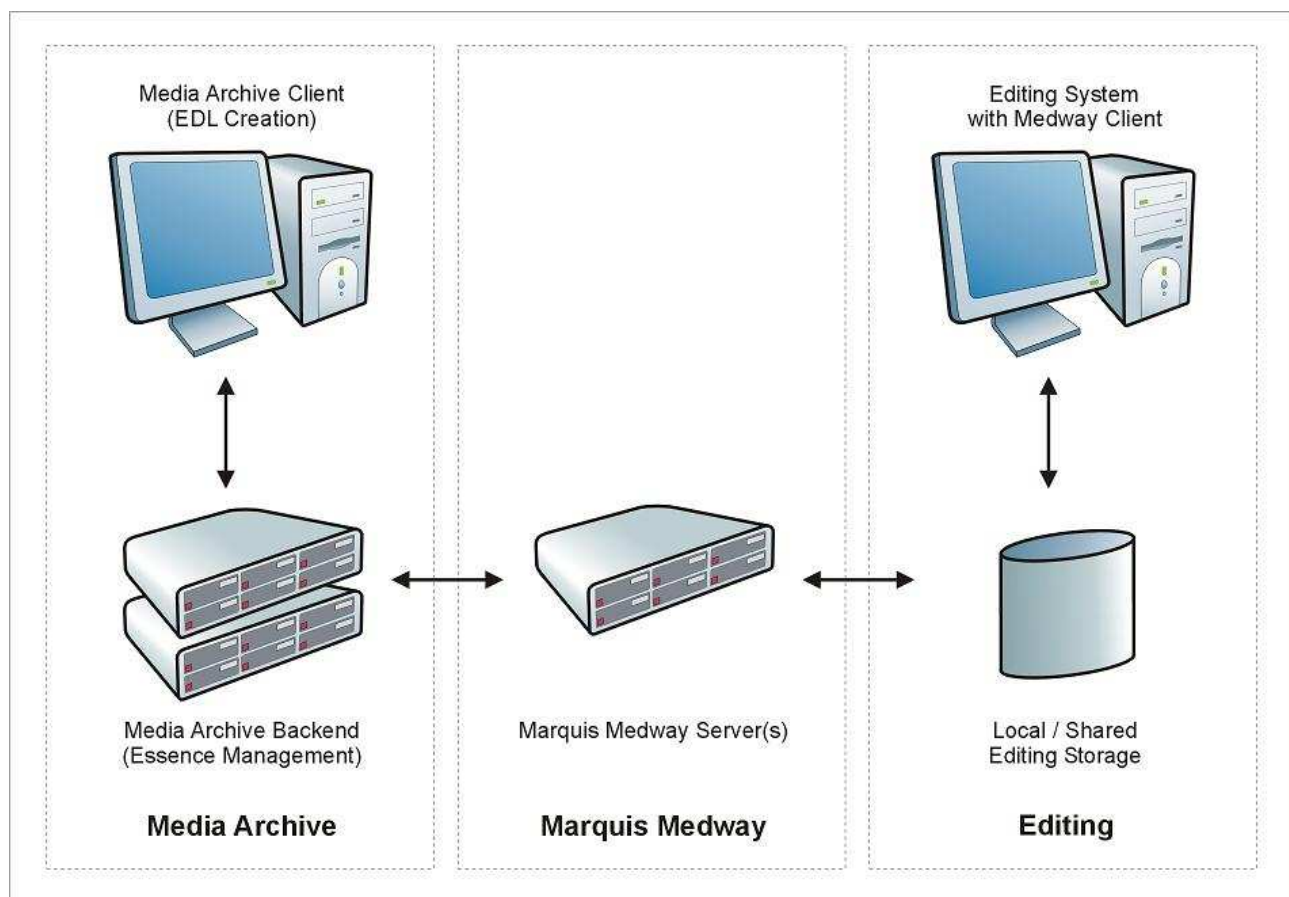 Media Archive Client
(EDL Creation)
Editing System
with Medway Client
Media Archive Backend
(Essence Management)
Marquis Medway Server(s)
Local / Shared
Editing Storage
Media Archive
Marquis Medway
Editing